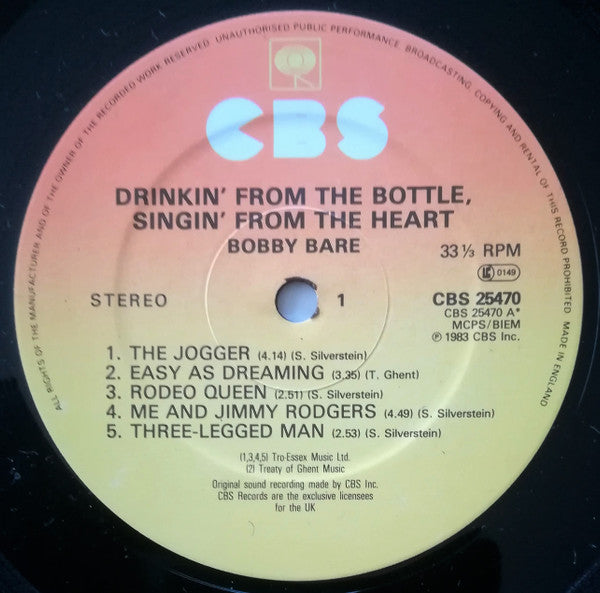 ALL RIGHTS OF THE MANUFACTURER AND OF THE OWNER OF THE RECORDED WORK RESERVED. UNAUTHORISED PUBLIC PERFORMANCE, BROADCASTING, COPYING AND RENTAL OF THIS RECORD PROHIBITED MADE IN ENGLAND
CBS
DRINKIN' FROM THE BOTTLE,
SINGIN' FROM THE HEART
BOBBY BARE
33 ⅓ RPM
LC 0149
STEREO
1
CBS 25470
CBS 25470 A*
MCPS/BIEM
℗ 1983 CBS Inc.
1. THE JOGGER (4.14) (S. Silverstein)
2. EASY AS DREAMING (3.35) (T. Ghent)
3. RODEO QUEEN (2.51) (S. Silverstein)
4. ME AND JIMMY RODGERS (4.49) (S. Silverstein)
5. THREE-LEGGED MAN (2.53) (S. Silverstein)
(1,3,4,5) Tro-Essex Music Ltd.
(2) Treaty of Ghent Music
Original sound recording made by CBS Inc.
CBS Records are the exclusive licensees
for the UK